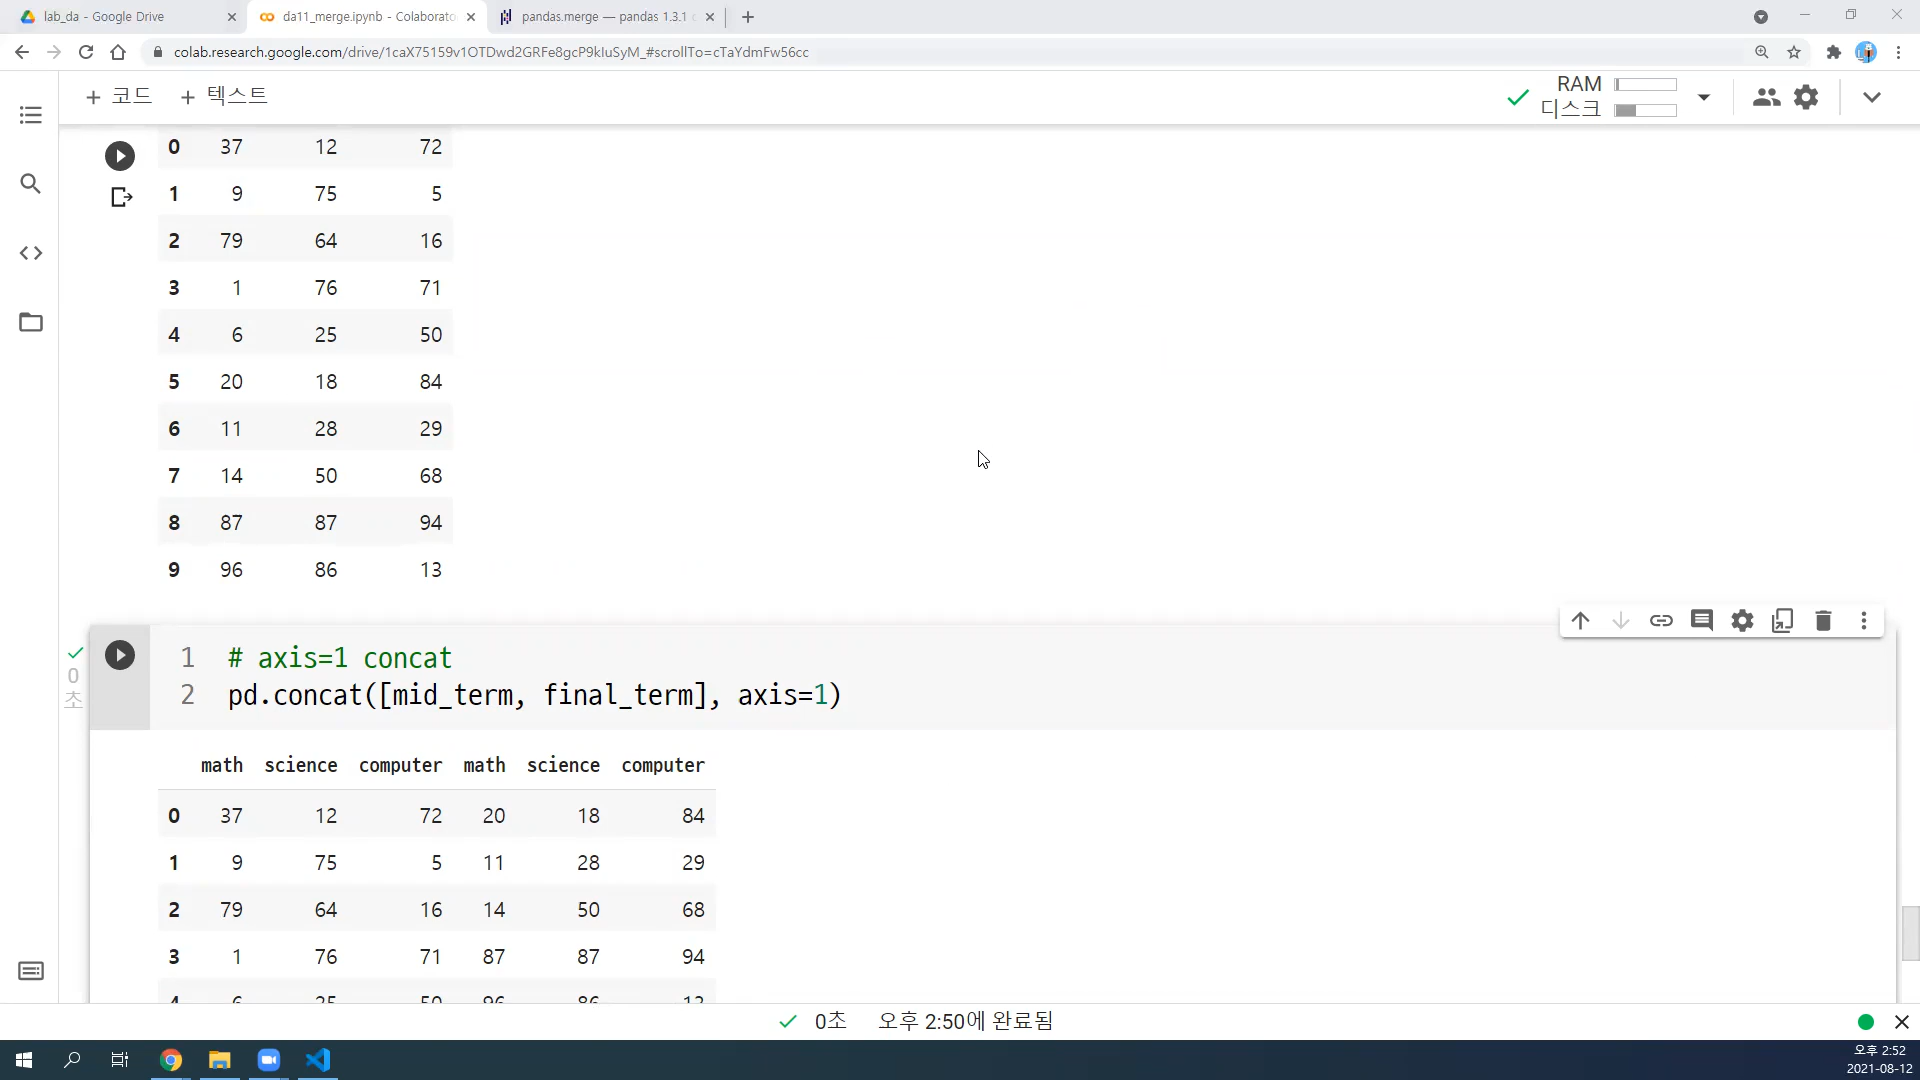 lab_da - Google Drive
da11_merge.ipynb - Colaborato
pandas.merge — pandas 1.3.1
colab.research.google.com/drive/1caX75159v1OTDwd2GRFe8gcP9kIuSyM_#scrollTo=cTaYdmFw56cc
+ 코드 + 텍스트
RAM
디스크
0 37 12 72
1 9 75 5
2 79 64 16
3 1 76 71
4 6 25 50
5 20 18 84
6 11 28 29
7 14 50 68
8 87 87 94
9 96 86 13
0
초
1 # axis=1 concat
2 pd.concat([mid_term, final_term], axis=1)
math science computer math science computer
0 37 12 72 20 18 84
1 9 75 5 11 28 29
2 79 64 16 14 50 68
3 1 76 71 87 87 94
4 6 25 50 96 86 13
0초 오후 2:50에 완료됨
오후 2:52
2021-08-12